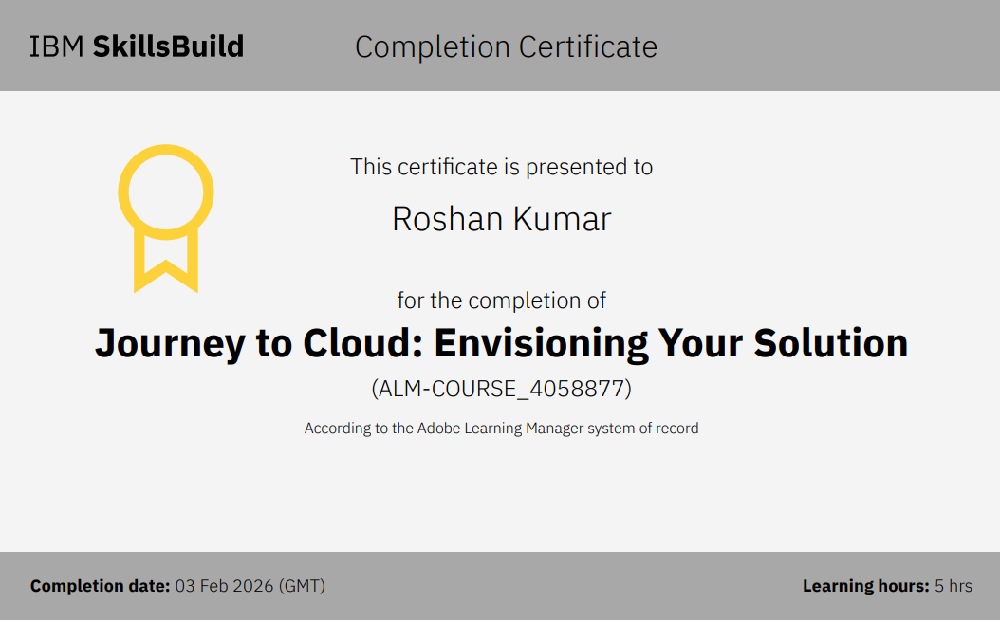 IBM SkillsBuild
Completion Certificate
This certificate is presented to
Roshan Kumar
for the completion of
Journey to Cloud: Envisioning Your Solution
(ALM-COURSE_4058877)
According to the Adobe Learning Manager system of record
Completion date: 03 Feb 2026 (GMT)
Learning hours: 5 hrs